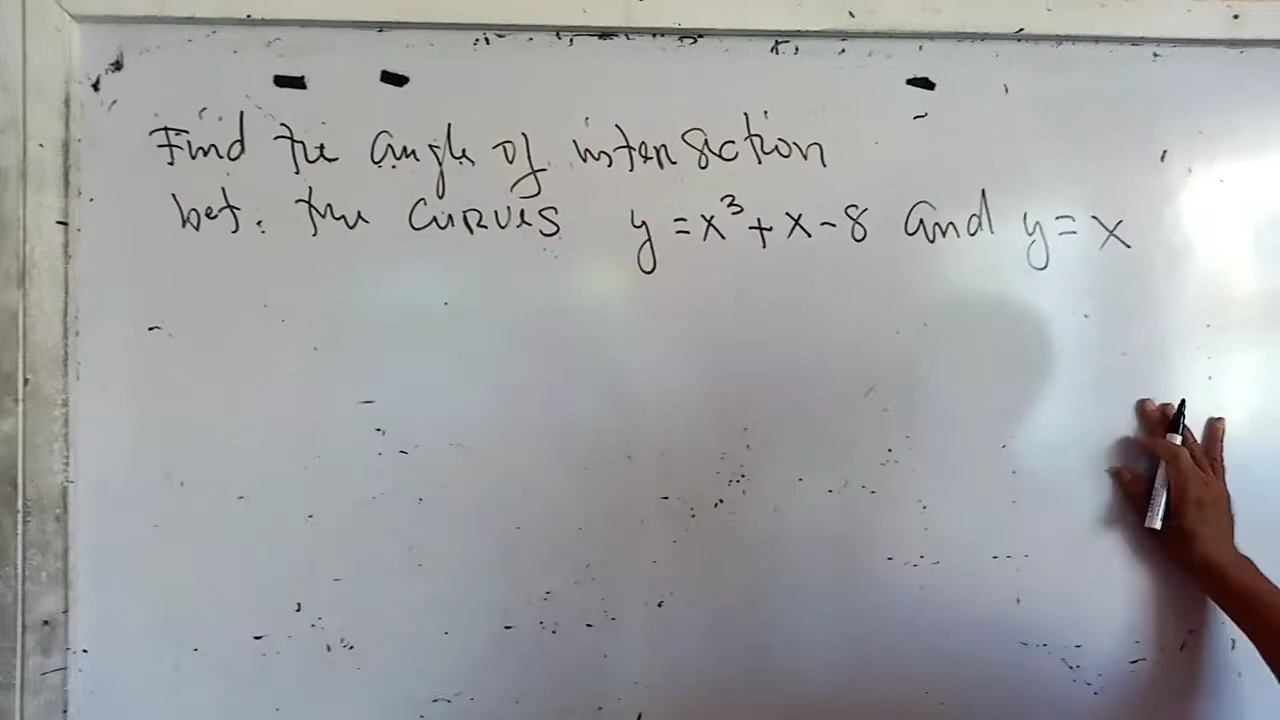 Find the angle of intersection
bet. the curves y = x³ + x - 8 and y = x